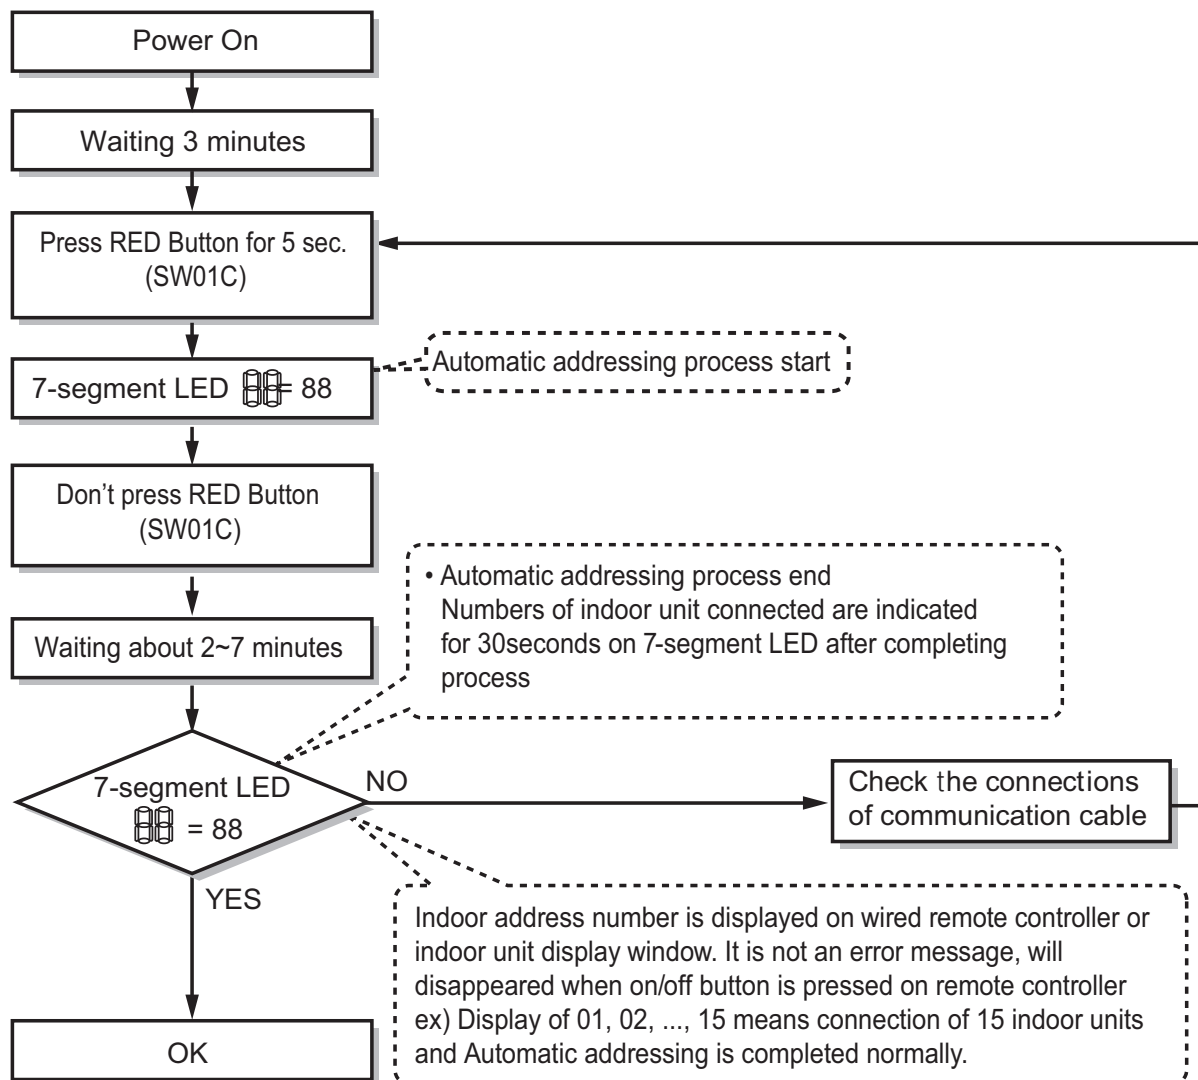 Power On
Waiting 3 minutes
Press RED Button for 5 sec.
(SW01C)
7-segment LED 88 = 88
Automatic addressing process start
Don’t press RED Button
(SW01C)
• Automatic addressing process end
Numbers of indoor unit connected are indicated
for 30seconds on 7-segment LED after completing
process
Waiting about 2~7 minutes
7-segment LED
88 = 88
NO
Check the connections
of communication cable
YES
Indoor address number is displayed on wired remote controller or
indoor unit display window. It is not an error message, will
disappeared when on/off button is pressed on remote controller
ex) Display of 01, 02, ..., 15 means connection of 15 indoor units
and Automatic addressing is completed normally.
OK